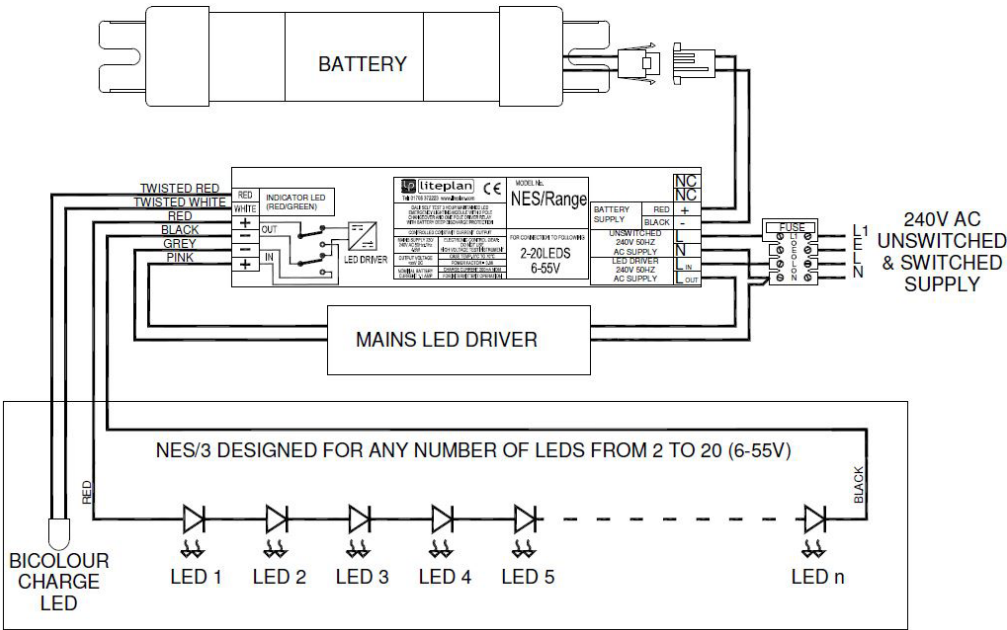 BATTERY
TWISTED RED
TWISTED WHITE
RED
BLACK
GREY
PINK
RED
WHITE
+
−
−
+
INDICATOR LED
(RED/GREEN)
OUT
IN
LED DRIVER
liteplan
CE
MODEL No.
NES/Range
FOR CONNECTION TO FOLLOWING
2-20LEDS
6-55V
NC
NC
BATTERY
SUPPLY
RED +
BLACK -
UNSWITCHED
240V 50HZ
AC SUPPLY
L
N
LED DRIVER
240V 50HZ
AC SUPPLY
L IN
L OUT
FUSE
L1
E
L
N
L1
E
L
N
240V AC
UNSWITCHED
& SWITCHED
SUPPLY
MAINS LED DRIVER
NES/3 DESIGNED FOR ANY NUMBER OF LEDS FROM 2 TO 20 (6-55V)
RED
BLACK
BICOLOUR
CHARGE
LED
LED 1
LED 2
LED 3
LED 4
LED 5
LED n